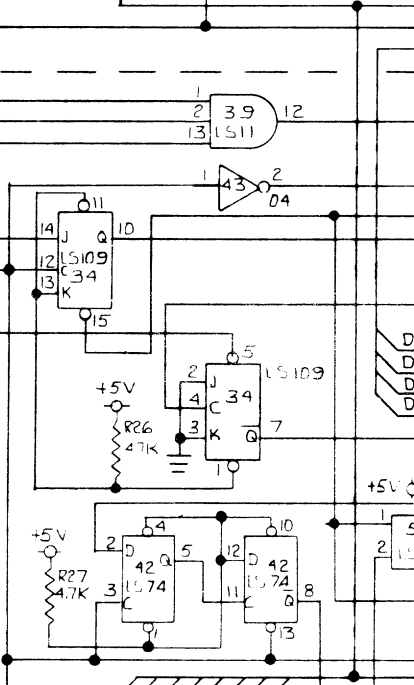 1
2 39 12
13 LS11
1 43 2
04
11
14 J Q 10
12 C LS109
13 K 34
15
5
2 J LS109
4 C 34
3 K Q 7
1
+5V
R26
4.7K
+5V
4 10
2 D Q 5 12 D
42 42
LS74 LS74
3 C 11 C Q 8
1 13
+5V
R27
4.7K
1
2
D
D
D